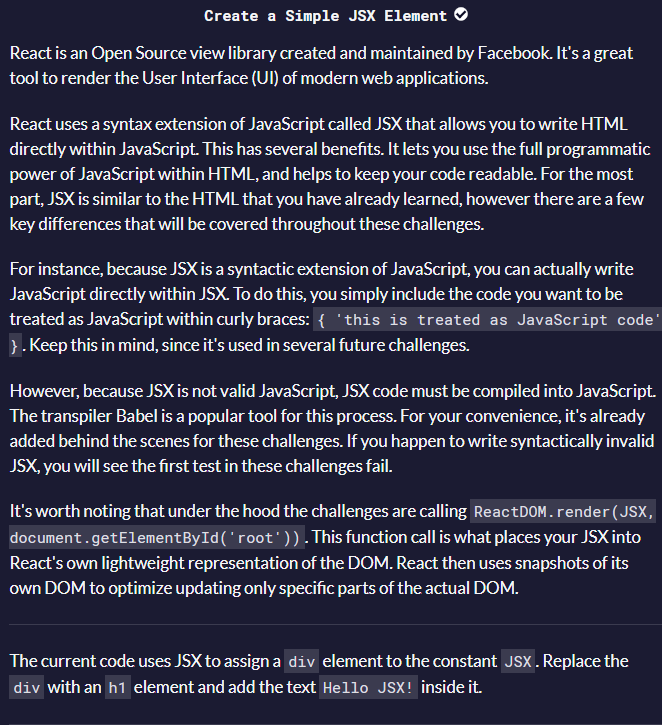 Create a Simple JSX Element
React is an Open Source view library created and maintained by Facebook. It's a great
tool to render the User Interface (UI) of modern web applications.
React uses a syntax extension of JavaScript called JSX that allows you to write HTML
directly within JavaScript. This has several benefits. It lets you use the full programmatic
power of JavaScript within HTML, and helps to keep your code readable. For the most
part, JSX is similar to the HTML that you have already learned, however there are a few
key differences that will be covered throughout these challenges.
For instance, because JSX is a syntactic extension of JavaScript, you can actually write
JavaScript directly within JSX. To do this, you simply include the code you want to be
treated as JavaScript within curly braces: { 'this is treated as JavaScript code'
}. Keep this in mind, since it's used in several future challenges.
However, because JSX is not valid JavaScript, JSX code must be compiled into JavaScript.
The transpiler Babel is a popular tool for this process. For your convenience, it's already
added behind the scenes for these challenges. If you happen to write syntactically invalid
JSX, you will see the first test in these challenges fail.
It's worth noting that under the hood the challenges are calling ReactDOM.render(JSX,
document.getElementById('root')). This function call is what places your JSX into
React's own lightweight representation of the DOM. React then uses snapshots of its
own DOM to optimize updating only specific parts of the actual DOM.
The current code uses JSX to assign a div element to the constant JSX. Replace the
div with an h1 element and add the text Hello JSX! inside it.